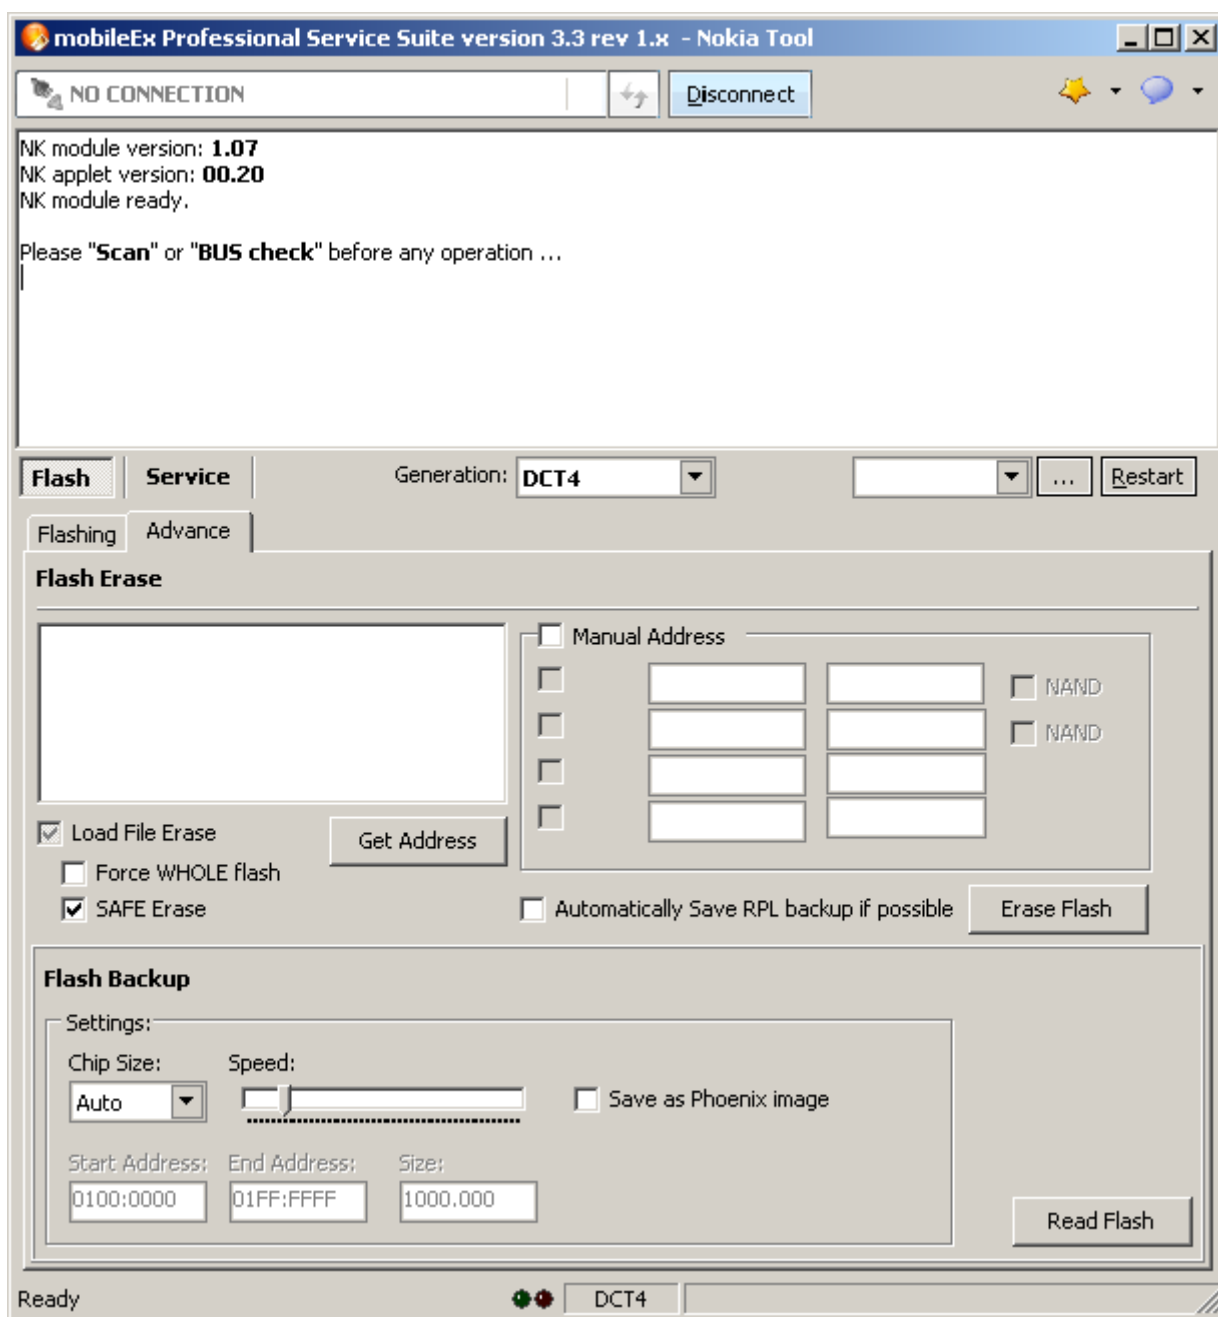 mobileEx Professional Service Suite version 3.3 rev 1.x - Nokia Tool
NO CONNECTION Disconnect
NK module version: 1.07
NK applet version: 00.20
NK module ready.
Please "Scan" or "BUS check" before any operation ...
Flash Service Generation: DCT4 ... Restart
Flashing Advance
Flash Erase
Manual Address
NAND
NAND
Load File Erase Get Address
Force WHOLE flash
SAFE Erase Automatically Save RPL backup if possible Erase Flash
Flash Backup
Settings:
Chip Size: Speed:
Auto Save as Phoenix image
Start Address: End Address: Size:
0100:0000 01FF:FFFF 1000.000
Read Flash
Ready DCT4